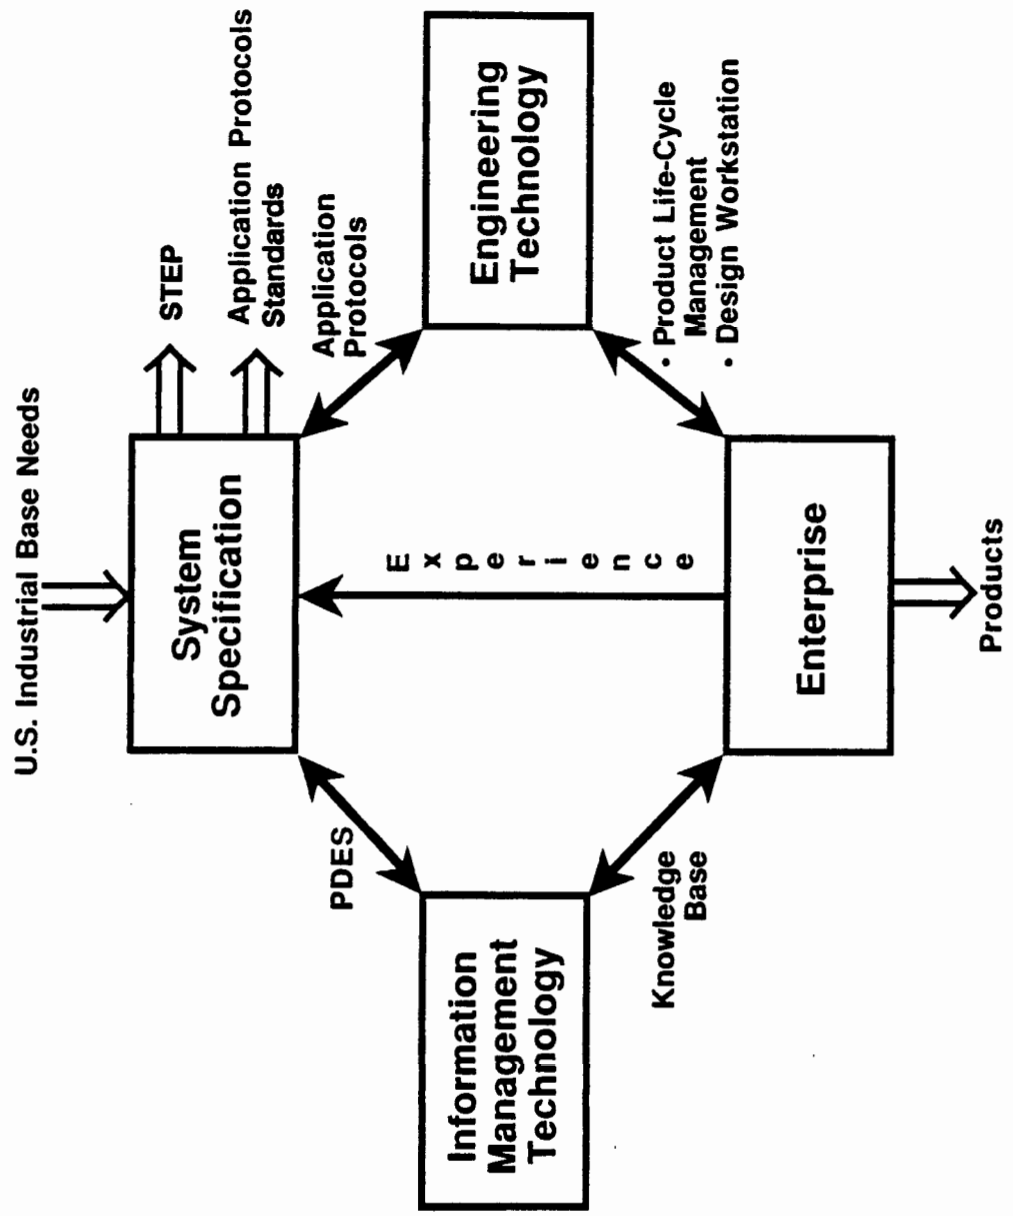 U.S. Industrial Base Needs
System
Specification
STEP
Application Protocols
Standards
PDES
Application
Protocols
Information
Management
Technology
Experience
Engineering
Technology
Knowledge
Base
• Product Life-Cycle
Management
• Design Workstation
Enterprise
Products